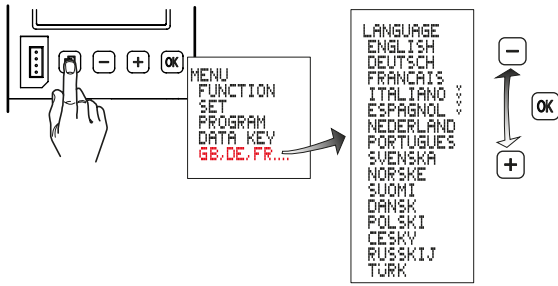 OK
MENU
FUNCTION
SET
PROGRAM
DATA KEY
GB,DE,FR....
LANGUAGE
ENGLISH
DEUTSCH
FRANCAIS
ITALIANO
ESPAGNOL
NEDERLAND
PORTUGUES
SVENSKA
NORSKE
SUOMI
DANSK
POLSKI
CESKY
RUSSKIJ
TURK
OK